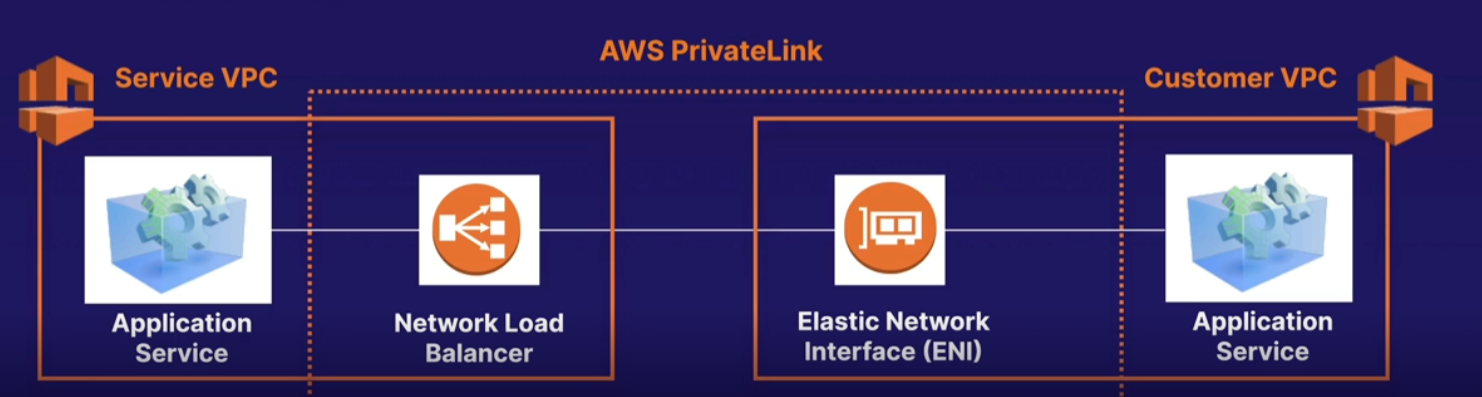 AWS PrivateLink
Service VPC
Customer VPC
Application
Service
Network Load
Balancer
Elastic Network
Interface (ENI)
Application
Service